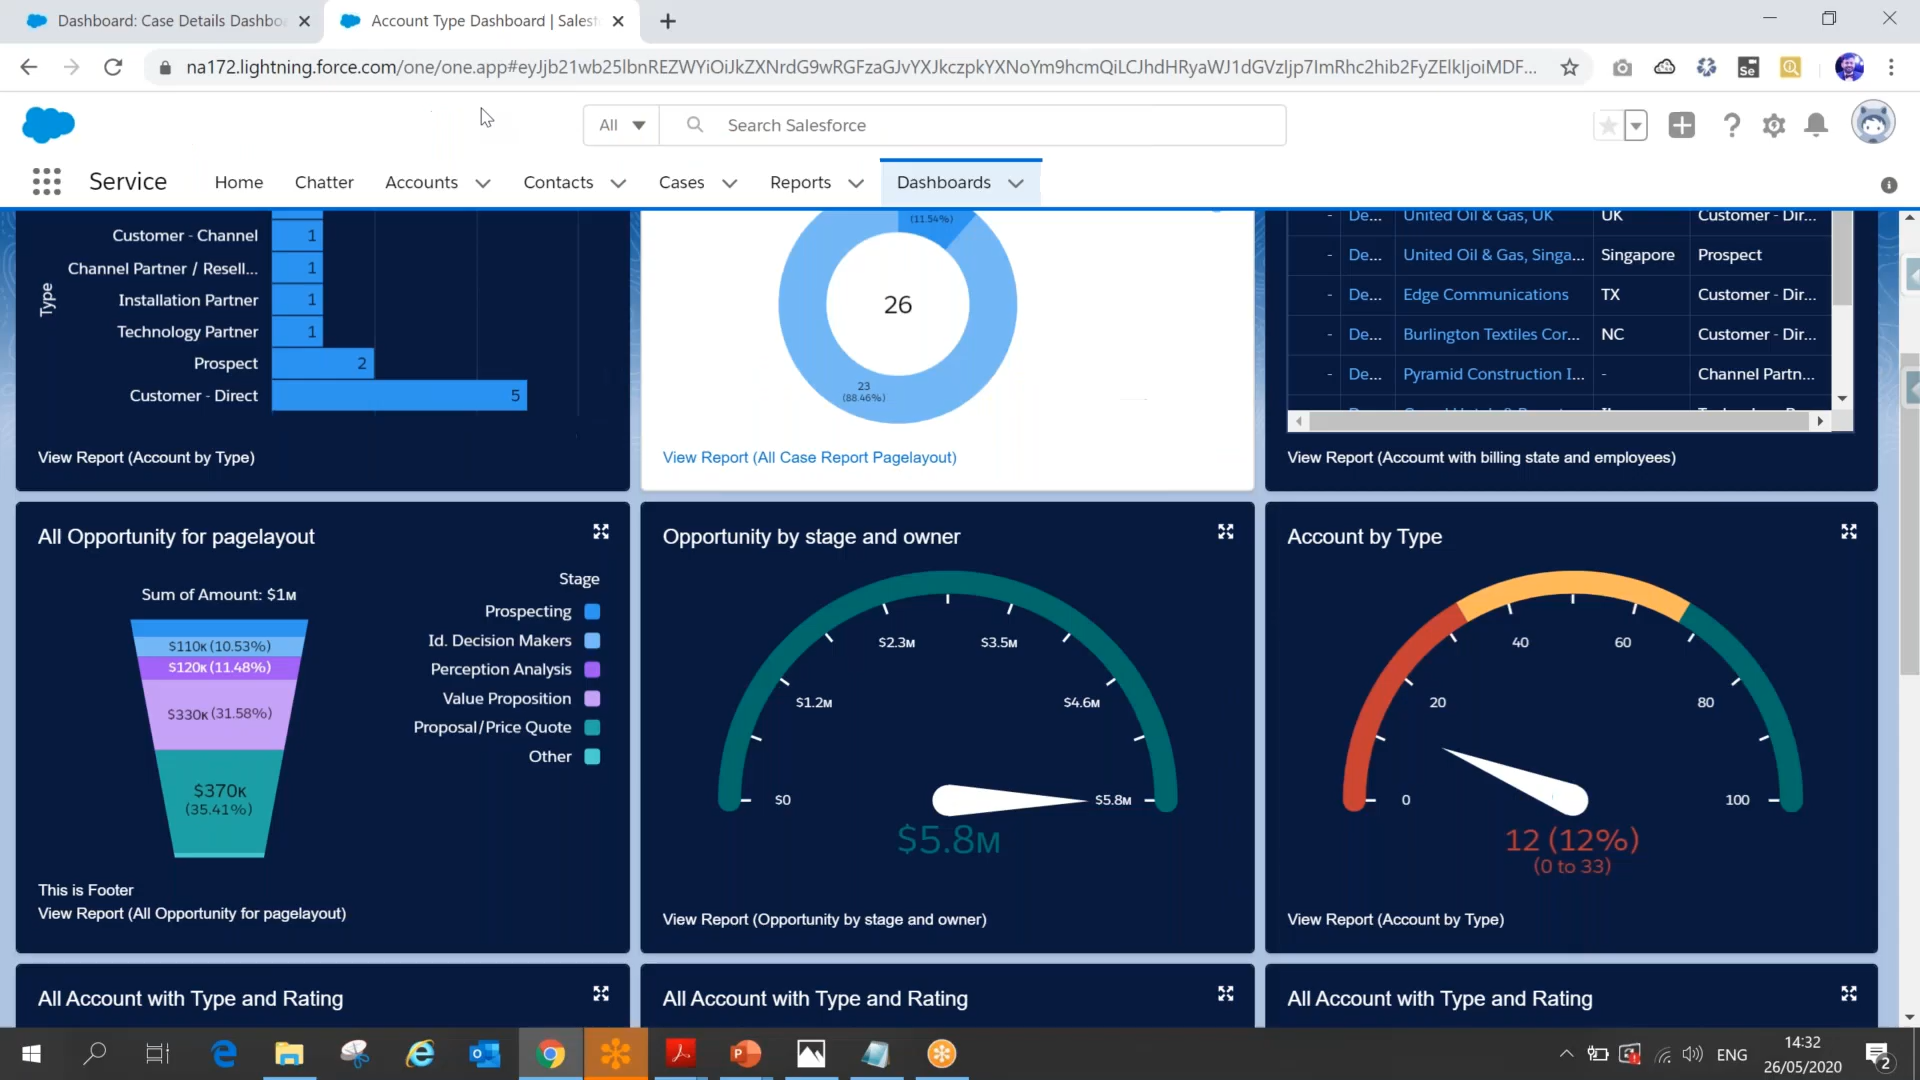 Dashboard: Case Details Dashbo
Account Type Dashboard | Salesf
na172.lightning.force.com/one/one.app#eyJjb21wb25lbnREZWYiOiJkZXNrdG9wRGFzaGJvYXJkczpkYXNoYm9hcmQiLCJhdHRyaWJ1dGVzIjp7ImRhc2hib2FyZElkIjoiMDF...
Se
All
Search Salesforce
Service
Home
Chatter
Accounts
Contacts
Cases
Reports
Dashboards
Type
Customer - Channel
1
Channel Partner / Resell...
1
Installation Partner
1
Technology Partner
1
Prospect
2
Customer - Direct
5
View Report (Account by Type)
(11.54%)
26
23
(88.46%)
View Report (All Case Report Pagelayout)
- De... United Oil & Gas, UK UK Customer - Dir...
- De... United Oil & Gas, Singa... Singapore Prospect
- De... Edge Communications TX Customer - Dir...
- De... Burlington Textiles Cor... NC Customer - Dir...
- De... Pyramid Construction I... - Channel Partn...
View Report (Accoumt with billing state and employees)
All Opportunity for pagelayout
Sum of Amount: $1M
$110K (10.53%)
$120K (11.48%)
$330K (31.58%)
$370K
(35.41%)
Stage
Prospecting
Id. Decision Makers
Perception Analysis
Value Proposition
Proposal/Price Quote
Other
This is Footer
View Report (All Opportunity for pagelayout)
Opportunity by stage and owner
$0
$1.2M
$2.3M
$3.5M
$4.6M
$5.8M
$5.8M
View Report (Opportunity by stage and owner)
Account by Type
0
20
40
60
80
100
12 (12%)
(0 to 33)
View Report (Account by Type)
All Account with Type and Rating
All Account with Type and Rating
All Account with Type and Rating
ENG
14:32
26/05/2020
2